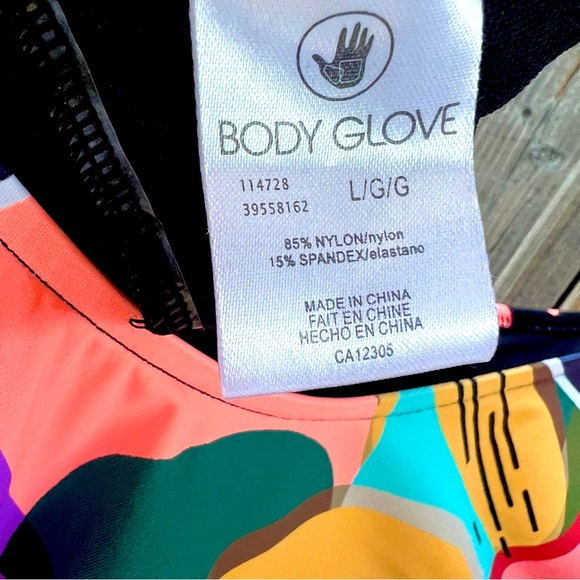 BODY GLOVE
114728
39558162
L/G/G
85% NYLON/nylon
15% SPANDEX/elastano
MADE IN CHINA
FAIT EN CHINE
HECHO EN CHINA
CA12305